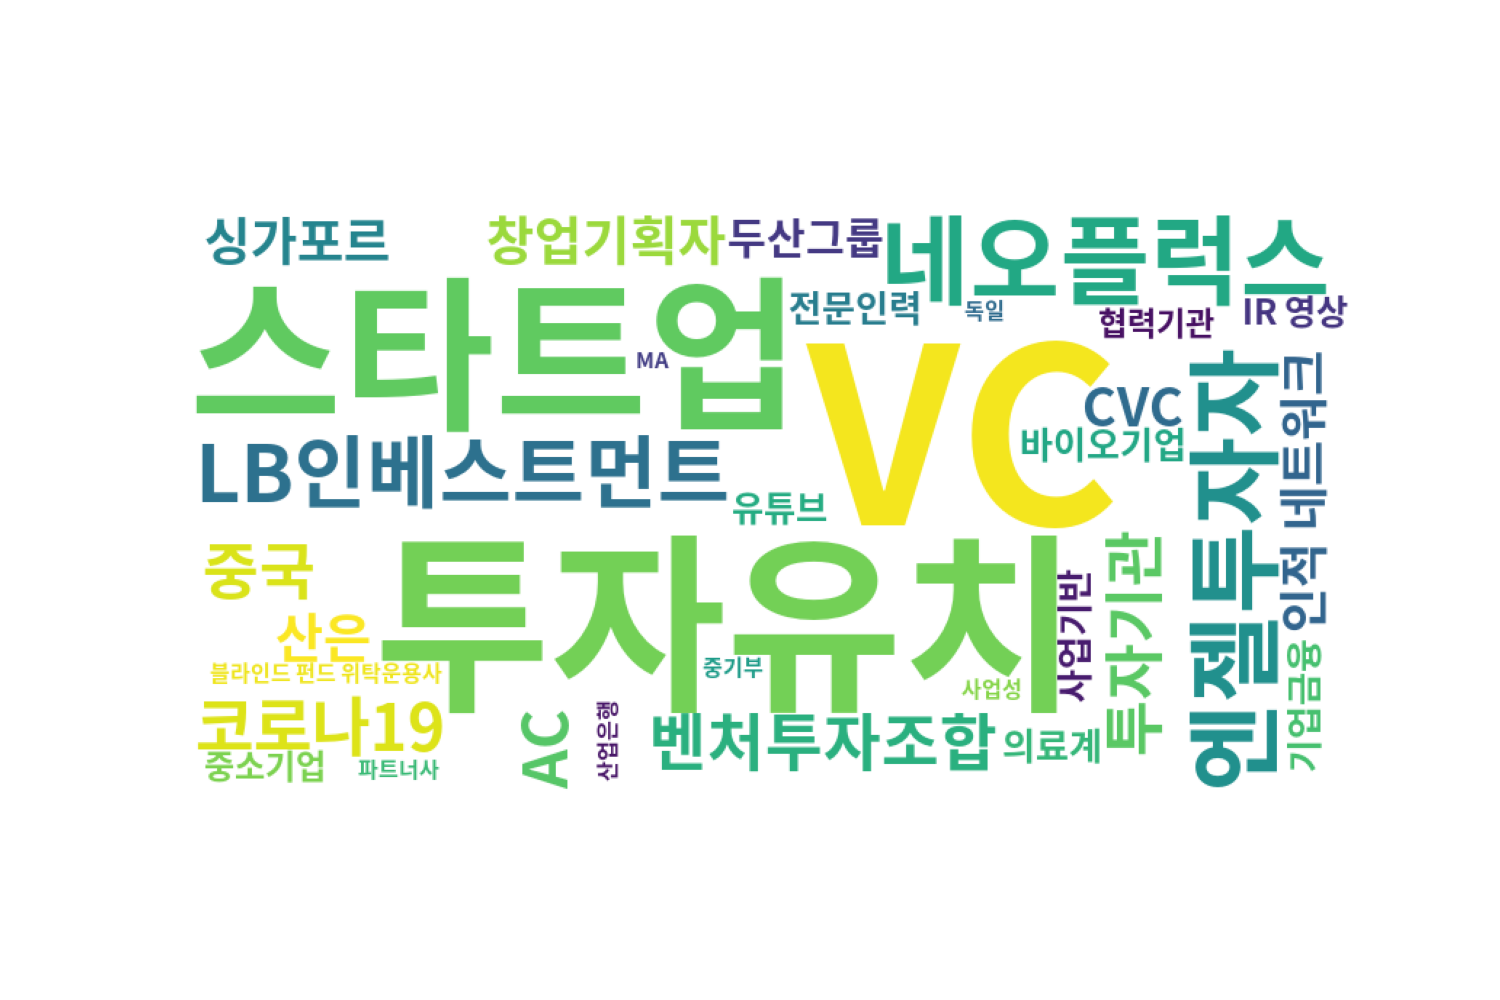 싱가포르
창업기획자
두산그룹
네오플럭스
스타트업
전문인력
독일
협력기관
IR 영상
MA
VC
CVC
바이오기업
LB인베스트먼트
유튜브
엔젤투자자
인적 네트워크
중국
투자유치
산은
블라인드 펀드 위탁운용사
중기부
사업성
사업기반
투자기관
기업금융
코로나19
중소기업
파트너사
AC
산업은행
벤처투자조합
의료계